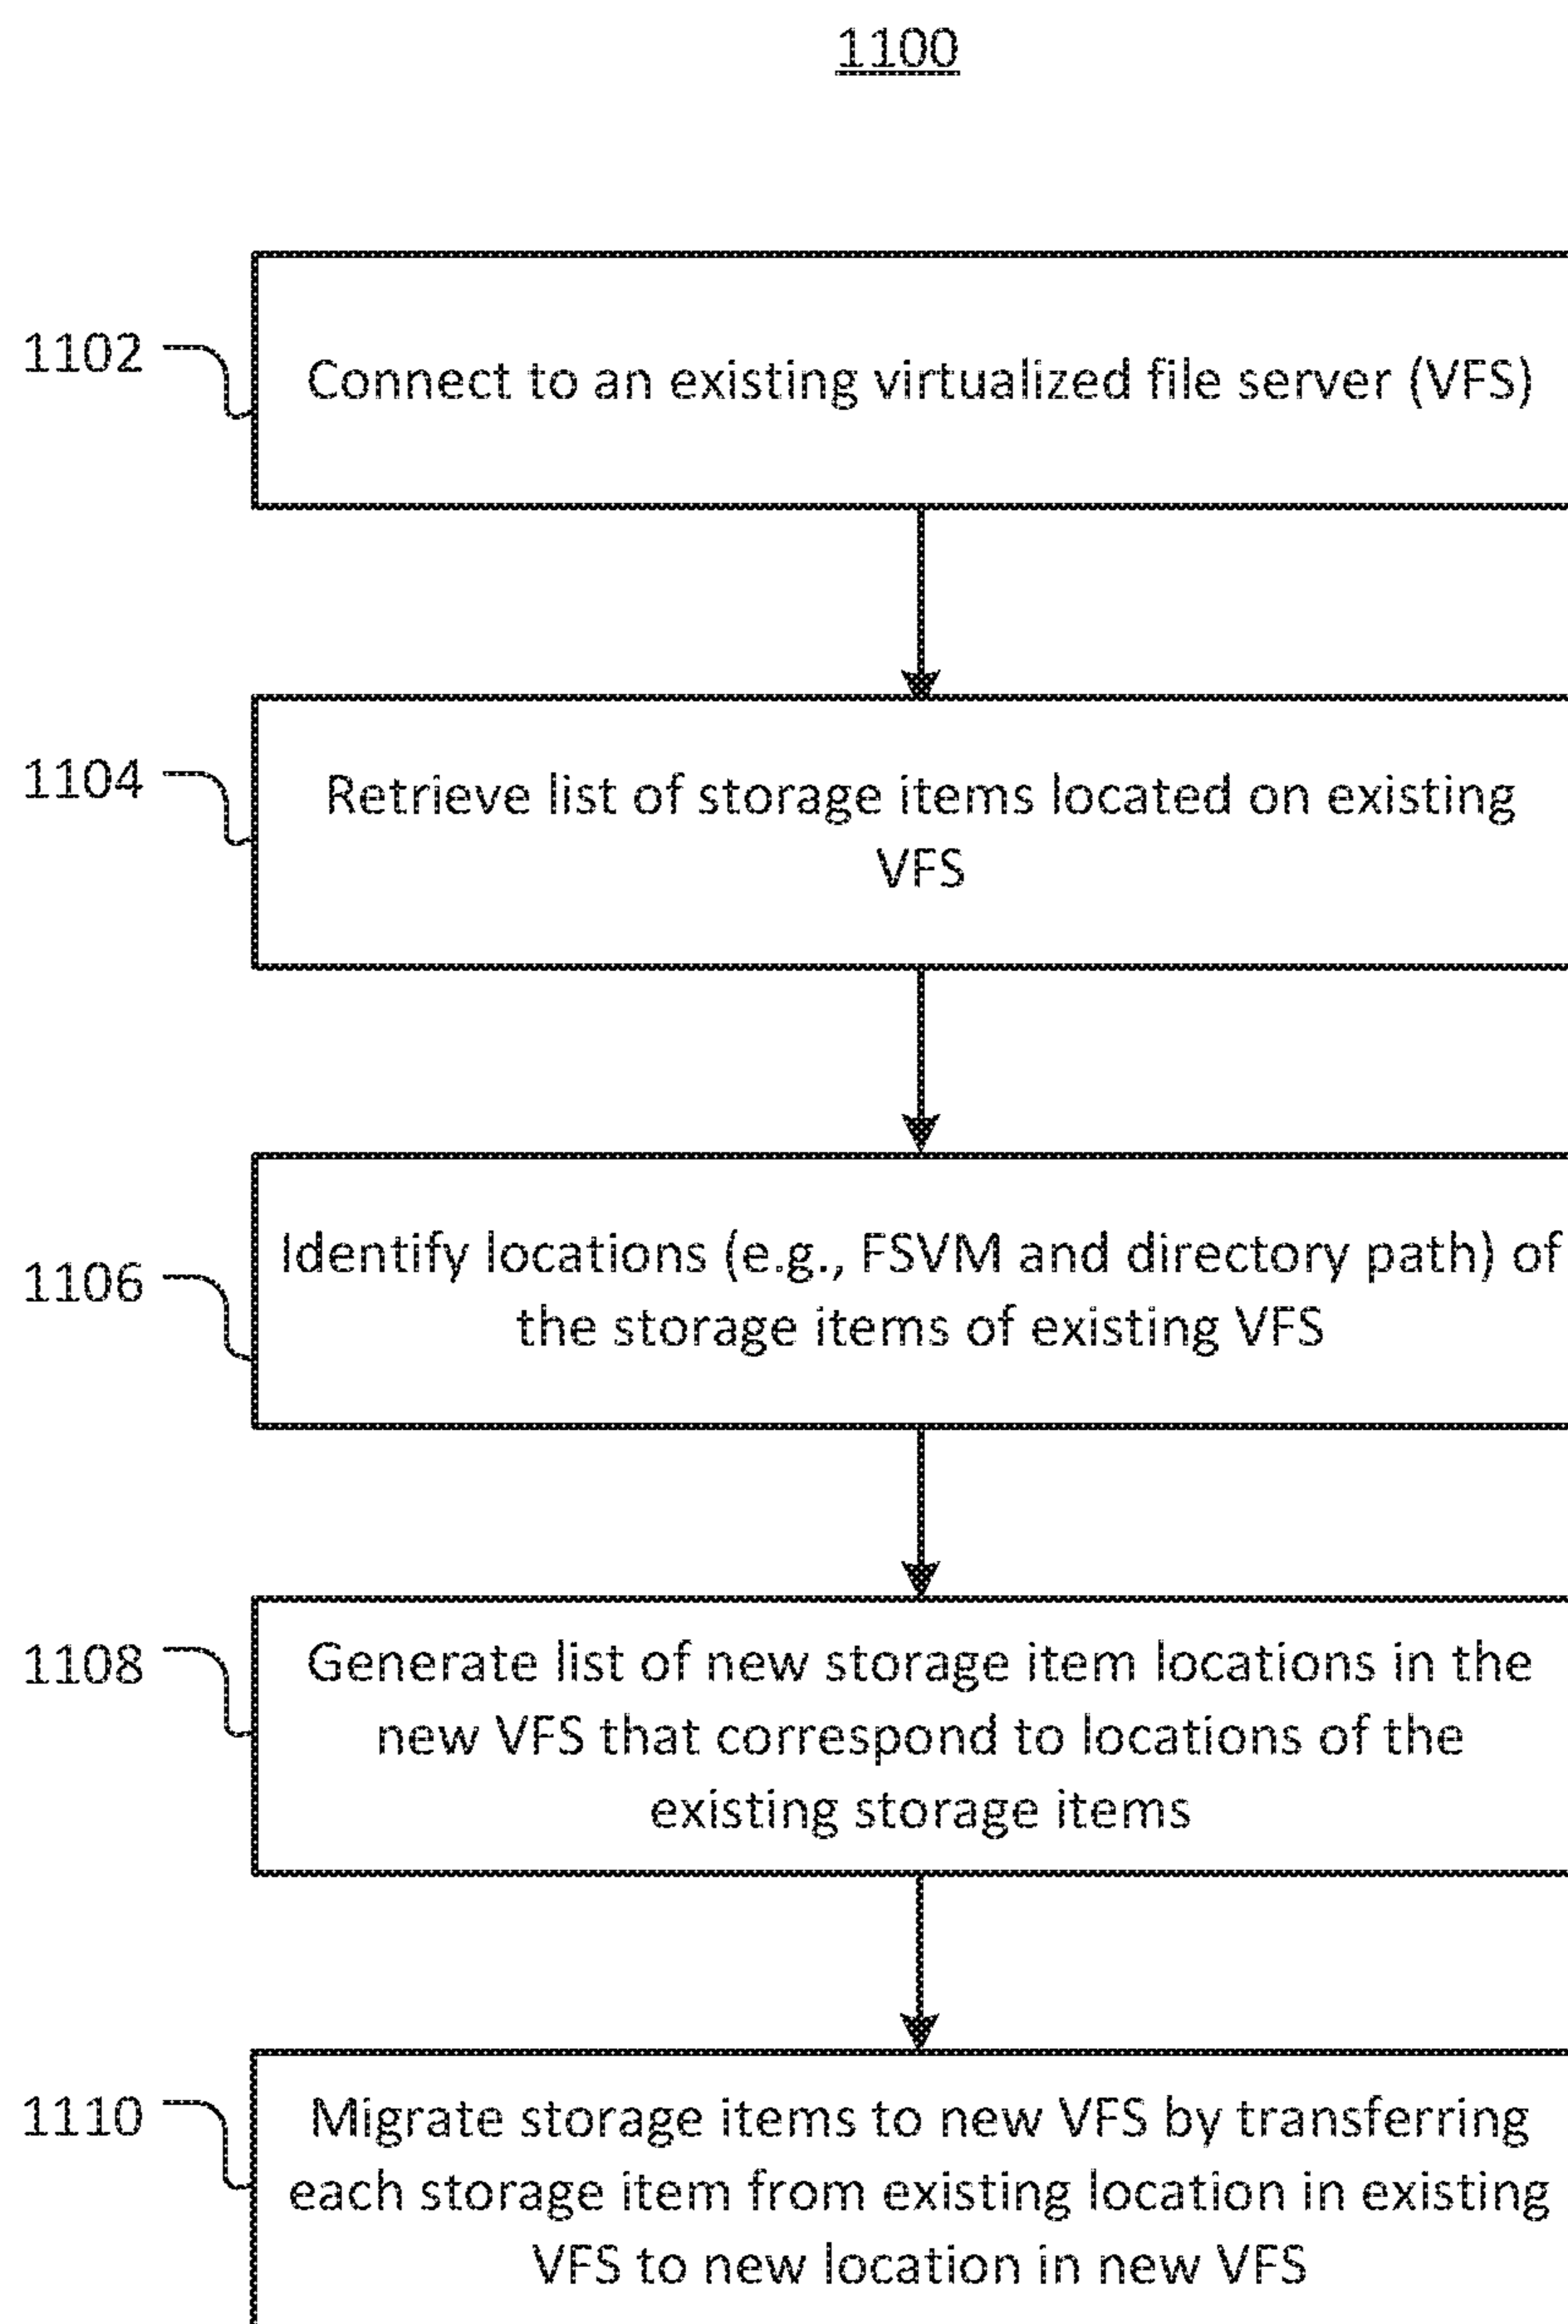 1100
1102
Connect to an existing virtualized file server (VFS)
1104
Retrieve list of storage items located on existing
VFS
1106
Identify locations (e.g., FSVM and directory path) of
the storage items of existing VFS
1108
Generate list of new storage item locations in the
new VFS that correspond to locations of the
existing storage items
1110
Migrate storage items to new VFS by transferring
each storage item from existing location in existing
VFS to new location in new VFS